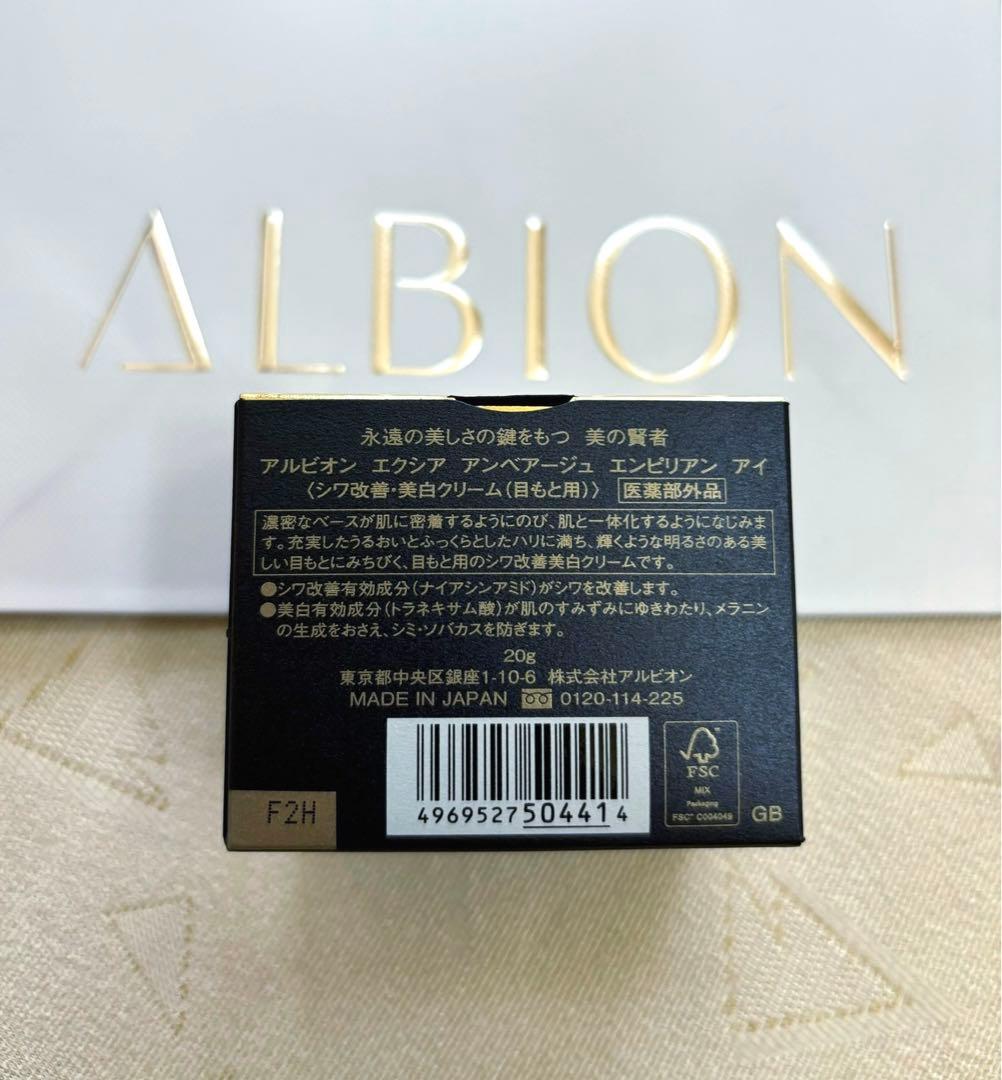 ALBION
永遠の美しさの鍵をもつ 美の賢者
アルビオン エクシア アンベアージュ エンピリアン アイ
〈シワ改善・美白クリーム(目もと用)〉 医薬部外品
濃密なベースが肌に密着するようにのび、肌と一体化するようになじみま
す。充実したうるおいとふっくらとしたハリに満ち、輝くような明るさのある美
しい目もとにみちびく、目もと用のシワ改善美白クリームです。
●シワ改善有効成分(ナイアシンアミド)がシワを改善します。
●美白有効成分(トラネキサム酸)が肌のすみずみにゆきわたり、メラニン
の生成をおさえ、シミ・ソバカスを防ぎます。
20g
東京都中央区銀座1-10-6 株式会社アルビオン
MADE IN JAPAN 0120-114-225
4969527504414
FSC
MIX
Packaging
FSC® C004049
GB
F2H